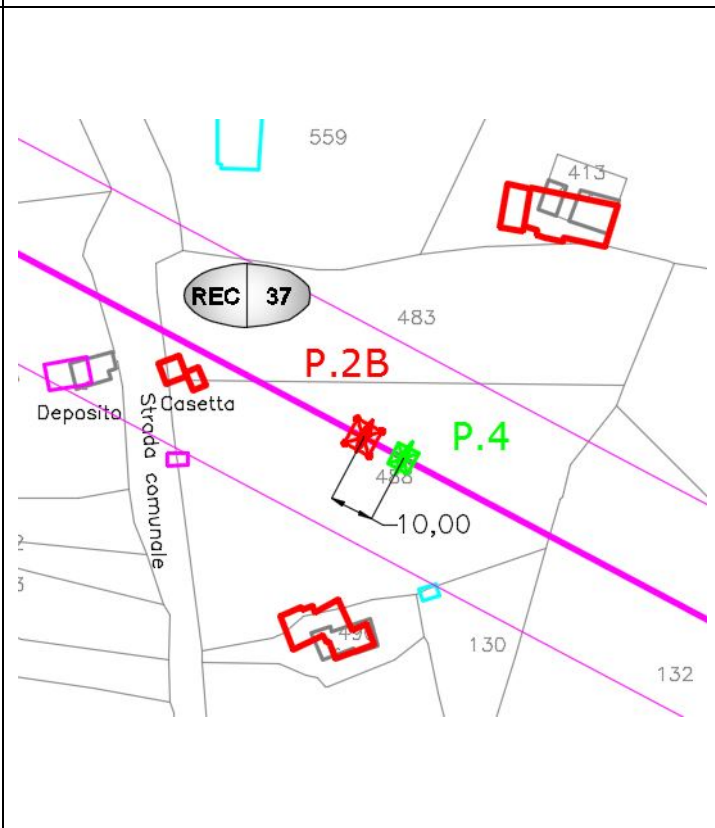 559
413
REC 37
483
P.2B
Deposito
Casetta
Strada comunale
P.4
488
10,00
130
132